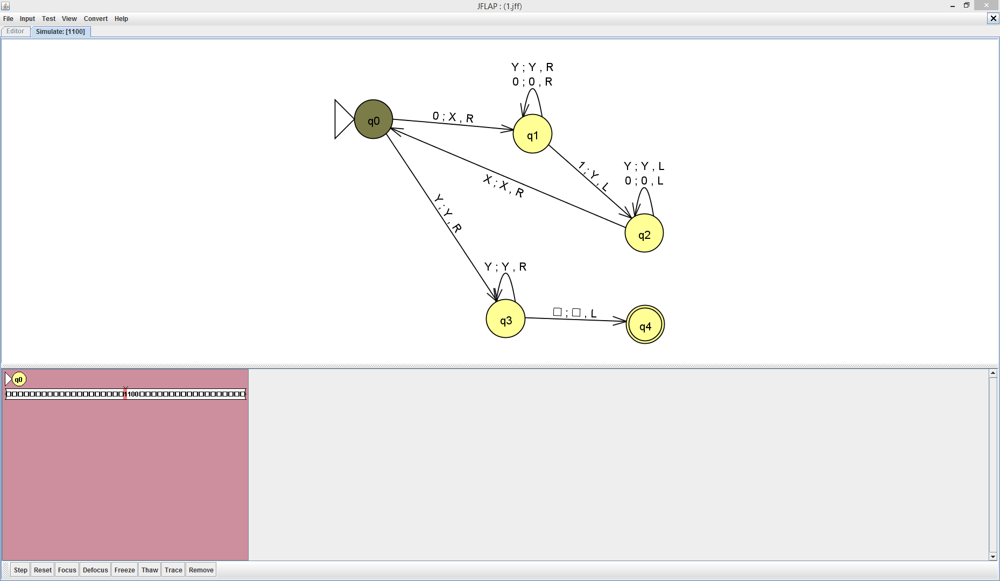 JFLAP : (1.jff)
File Input Test View Convert Help
Editor Simulate: [1100]
Y ; Y , R
0 ; 0 , R
q0
0 ; X , R
q1
Y ; Y , L
0 ; 0 , L
1 ; Y , L
X ; X , R
Y ; Y , R
q2
Y ; Y , R
q3
□ ; □ , L
q4
q0
1100
Step Reset Focus Defocus Freeze Thaw Trace Remove